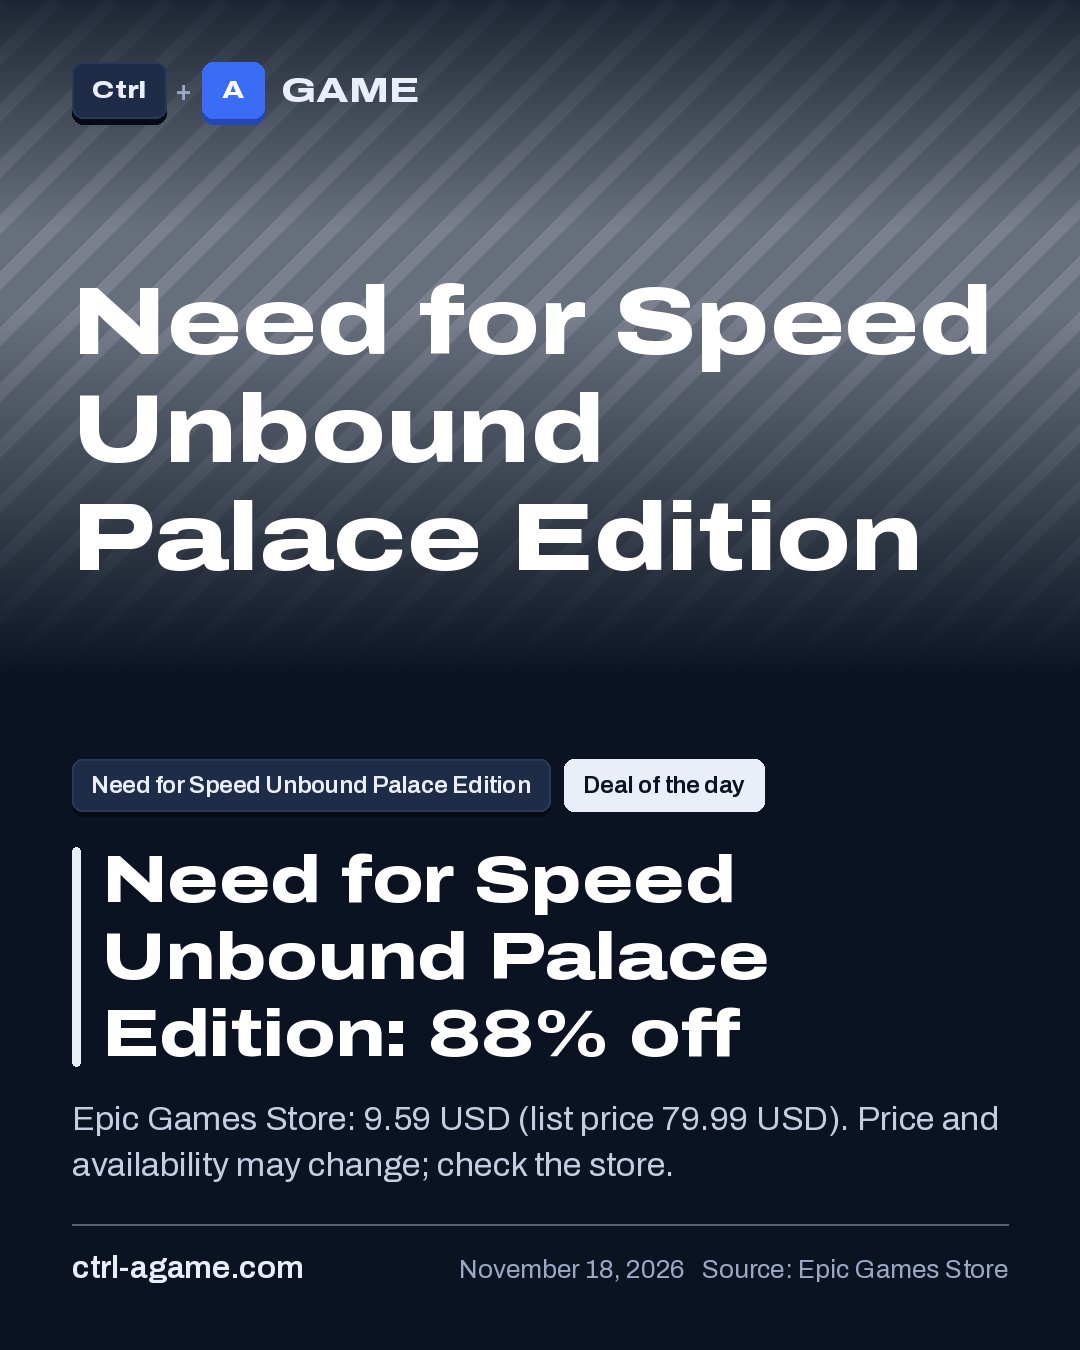 Ctrl + A GAME
Need for Speed
Unbound
Palace Edition
Need for Speed Unbound Palace Edition
Deal of the day
Need for Speed
Unbound Palace
Edition: 88% off
Epic Games Store: 9.59 USD (list price 79.99 USD). Price and
availability may change; check the store.
ctrl-agame.com
November 18, 2026 Source: Epic Games Store